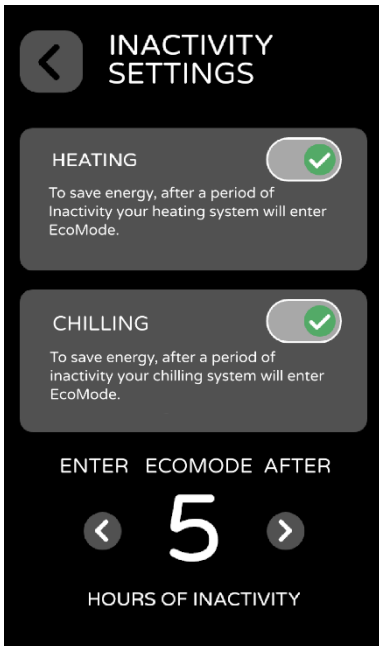 INACTIVITY
SETTINGS
HEATING
To save energy, after a period of
Inactivity your heating system will enter
EcoMode.
CHILLING
To save energy, after a period of
inactivity your chilling system will enter
EcoMode.
ENTER ECOMODE AFTER
5
HOURS OF INACTIVITY